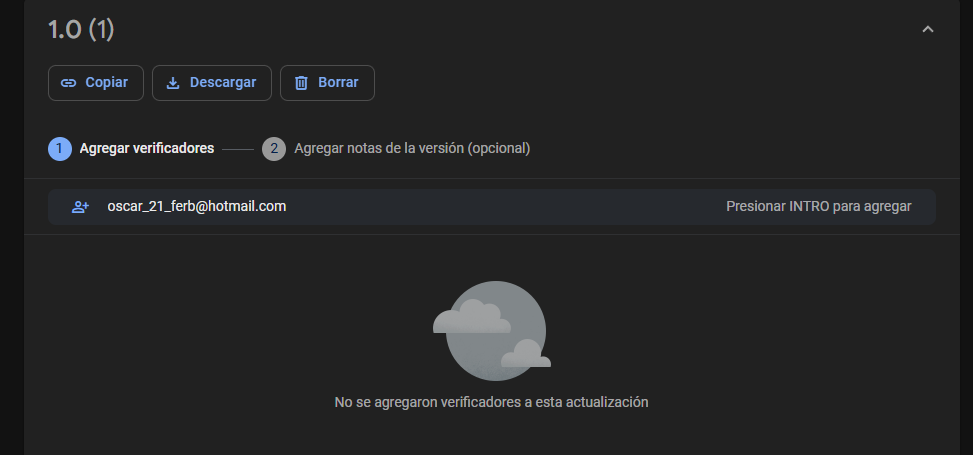 1.0 (1)
Copiar Descargar Borrar
1 Agregar verificadores 2 Agregar notas de la versión (opcional)
oscar_21_ferb@hotmail.com Presionar INTRO para agregar
No se agregaron verificadores a esta actualización